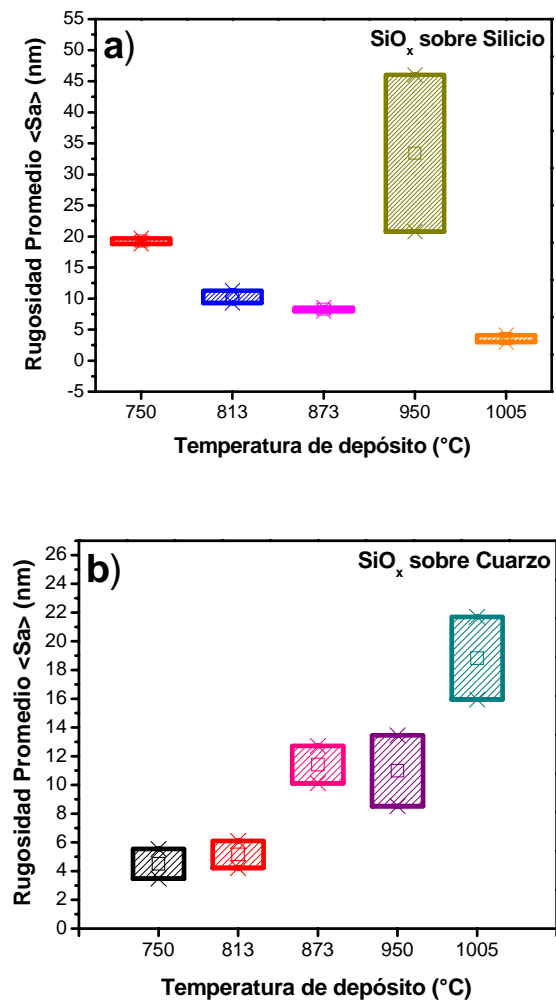 a)
SiOx sobre Silicio
Rugosidad Promedio <Sa> (nm)
55
50
45
40
35
30
25
20
15
10
5
0
-5
750 813 873 950 1005
Temperatura de depósito (°C)
b)
SiOx sobre Cuarzo
Rugosidad Promedio <Sa> (nm)
26
24
22
20
18
16
14
12
10
8
6
4
2
0
750 813 873 950 1005
Temperatura de depósito (°C)